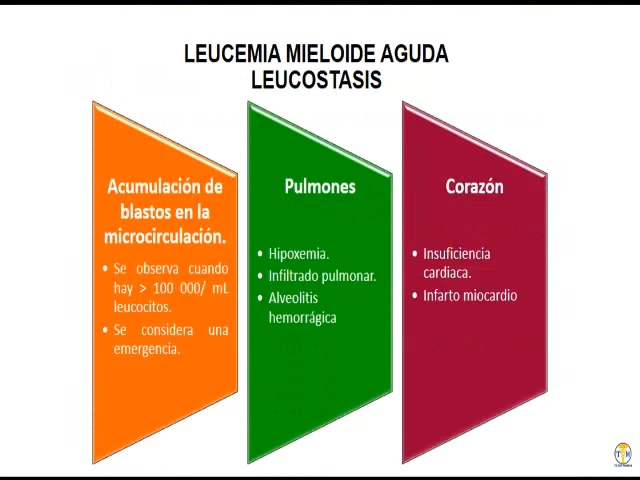 LEUCEMIA MIELOIDE AGUDA
LEUCOSTASIS
Acumulación de
blastos en la
microcirculación.
• Se observa cuando
hay > 100 000/ mL
leucocitos.
• Se considera una
emergencia.
Pulmones
• Hipoxemia.
• Infiltrado pulmonar.
• Alveolitis
hemorrágica
Corazón
• Insuficiencia
cardiaca.
• Infarto miocardio